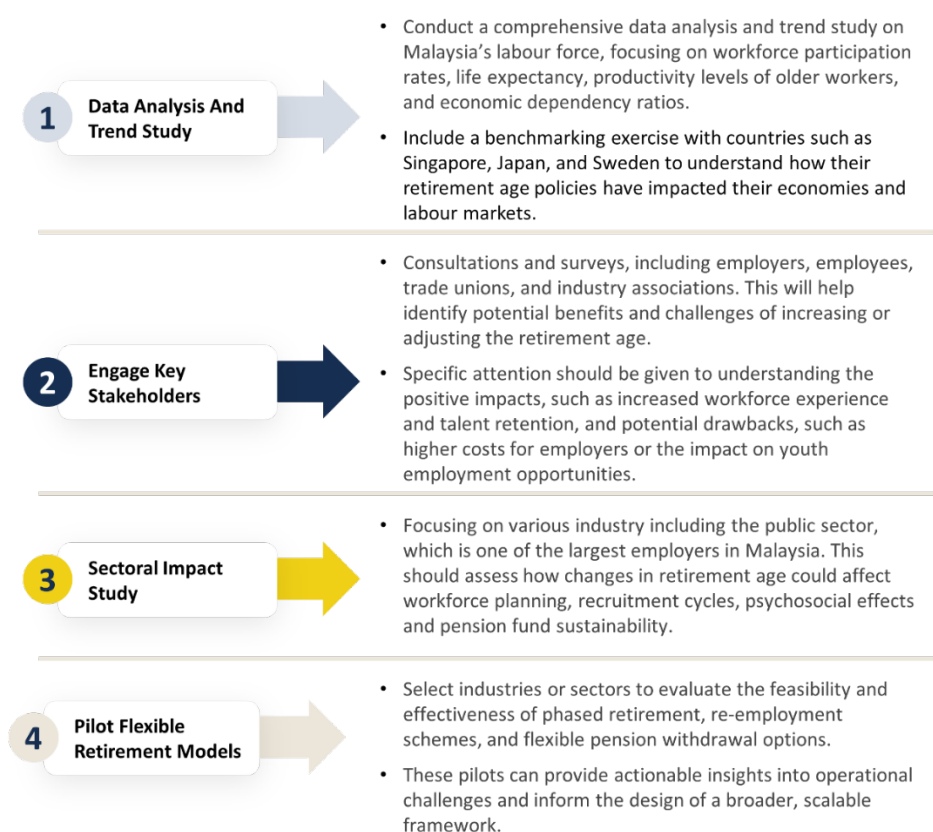 1
Data Analysis And
Trend Study
• Conduct a comprehensive data analysis and trend study on
Malaysia’s labour force, focusing on workforce participation
rates, life expectancy, productivity levels of older workers,
and economic dependency ratios.
• Include a benchmarking exercise with countries such as
Singapore, Japan, and Sweden to understand how their
retirement age policies have impacted their economies and
labour markets.
2
Engage Key
Stakeholders
• Consultations and surveys, including employers, employees,
trade unions, and industry associations. This will help
identify potential benefits and challenges of increasing or
adjusting the retirement age.
• Specific attention should be given to understanding the
positive impacts, such as increased workforce experience
and talent retention, and potential drawbacks, such as
higher costs for employers or the impact on youth
employment opportunities.
3
Sectoral Impact
Study
• Focusing on various industry including the public sector,
which is one of the largest employers in Malaysia. This
should assess how changes in retirement age could affect
workforce planning, recruitment cycles, psychosocial effects
and pension fund sustainability.
4
Pilot Flexible
Retirement Models
• Select industries or sectors to evaluate the feasibility and
effectiveness of phased retirement, re-employment
schemes, and flexible pension withdrawal options.
• These pilots can provide actionable insights into operational
challenges and inform the design of a broader, scalable
framework.